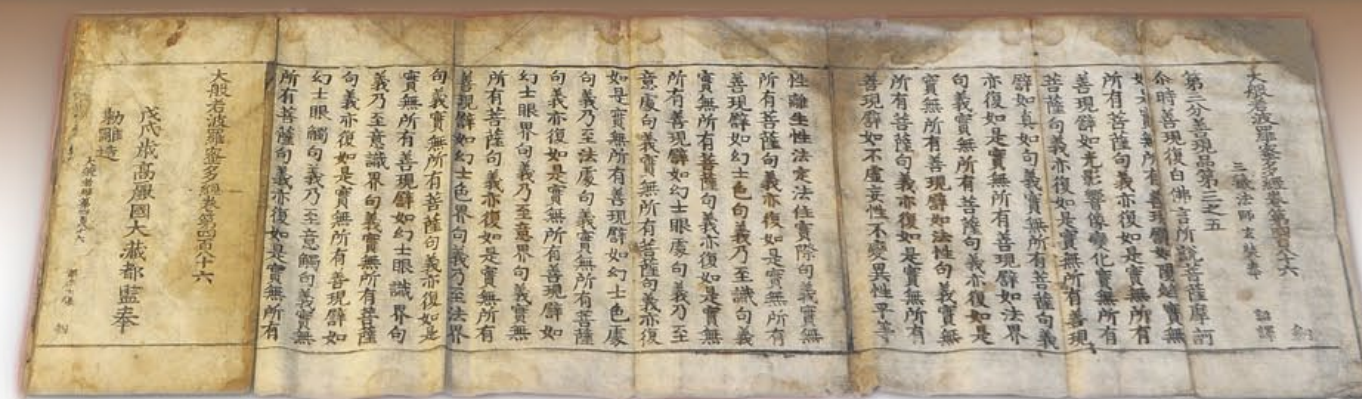 大般若波羅蜜多經卷第四百八十六
劒
三藏法師玄奘奉 詔譯
第三分善現品第三之五
尒時善現復白佛言所說菩薩摩訶
實無所有善現譬如 實無
所有菩薩句義亦復如是實無所有
善現譬如光影響像變化實無所有
菩薩句義亦復如是實無所有善現
譬如真如句義實無所有菩薩句義
亦復如是實無所有善現譬如法界
句義實無所有菩薩句義亦復如是
實無所有善現譬如法性句義實無
所有菩薩句義亦復如是實無所有
善現譬如不虛妄性不變異性平等
性離生性法定法住實際句義實無
所有菩薩句義亦復如是實無所有
善現譬如幻士色句義乃至識句義
實無所有菩薩句義亦復如是實無
所有善現譬如幻士眼處句義乃至
意處句義實無所有菩薩句義亦復
如是實無所有善現譬如幻士色處
句義乃至法處句義實無所有菩薩
句義亦復如是實無所有善現譬如
幻士眼界句義乃至意界句義實無
所有菩薩句義亦復如是實無所有
善現譬如幻士色界句義乃至法界
句義實無所有菩薩句義亦復如是
實無所有善現譬如幻士眼識界句
義乃至意識界句義實無所有菩薩
句義亦復如是實無所有善現譬如
幻士眼觸句義乃至意觸句義實無
所有菩薩句義亦復如是實無所有
大般若波羅蜜多經卷第四百八十六
戊戌歲高麗國大藏都監奉
勑雕造